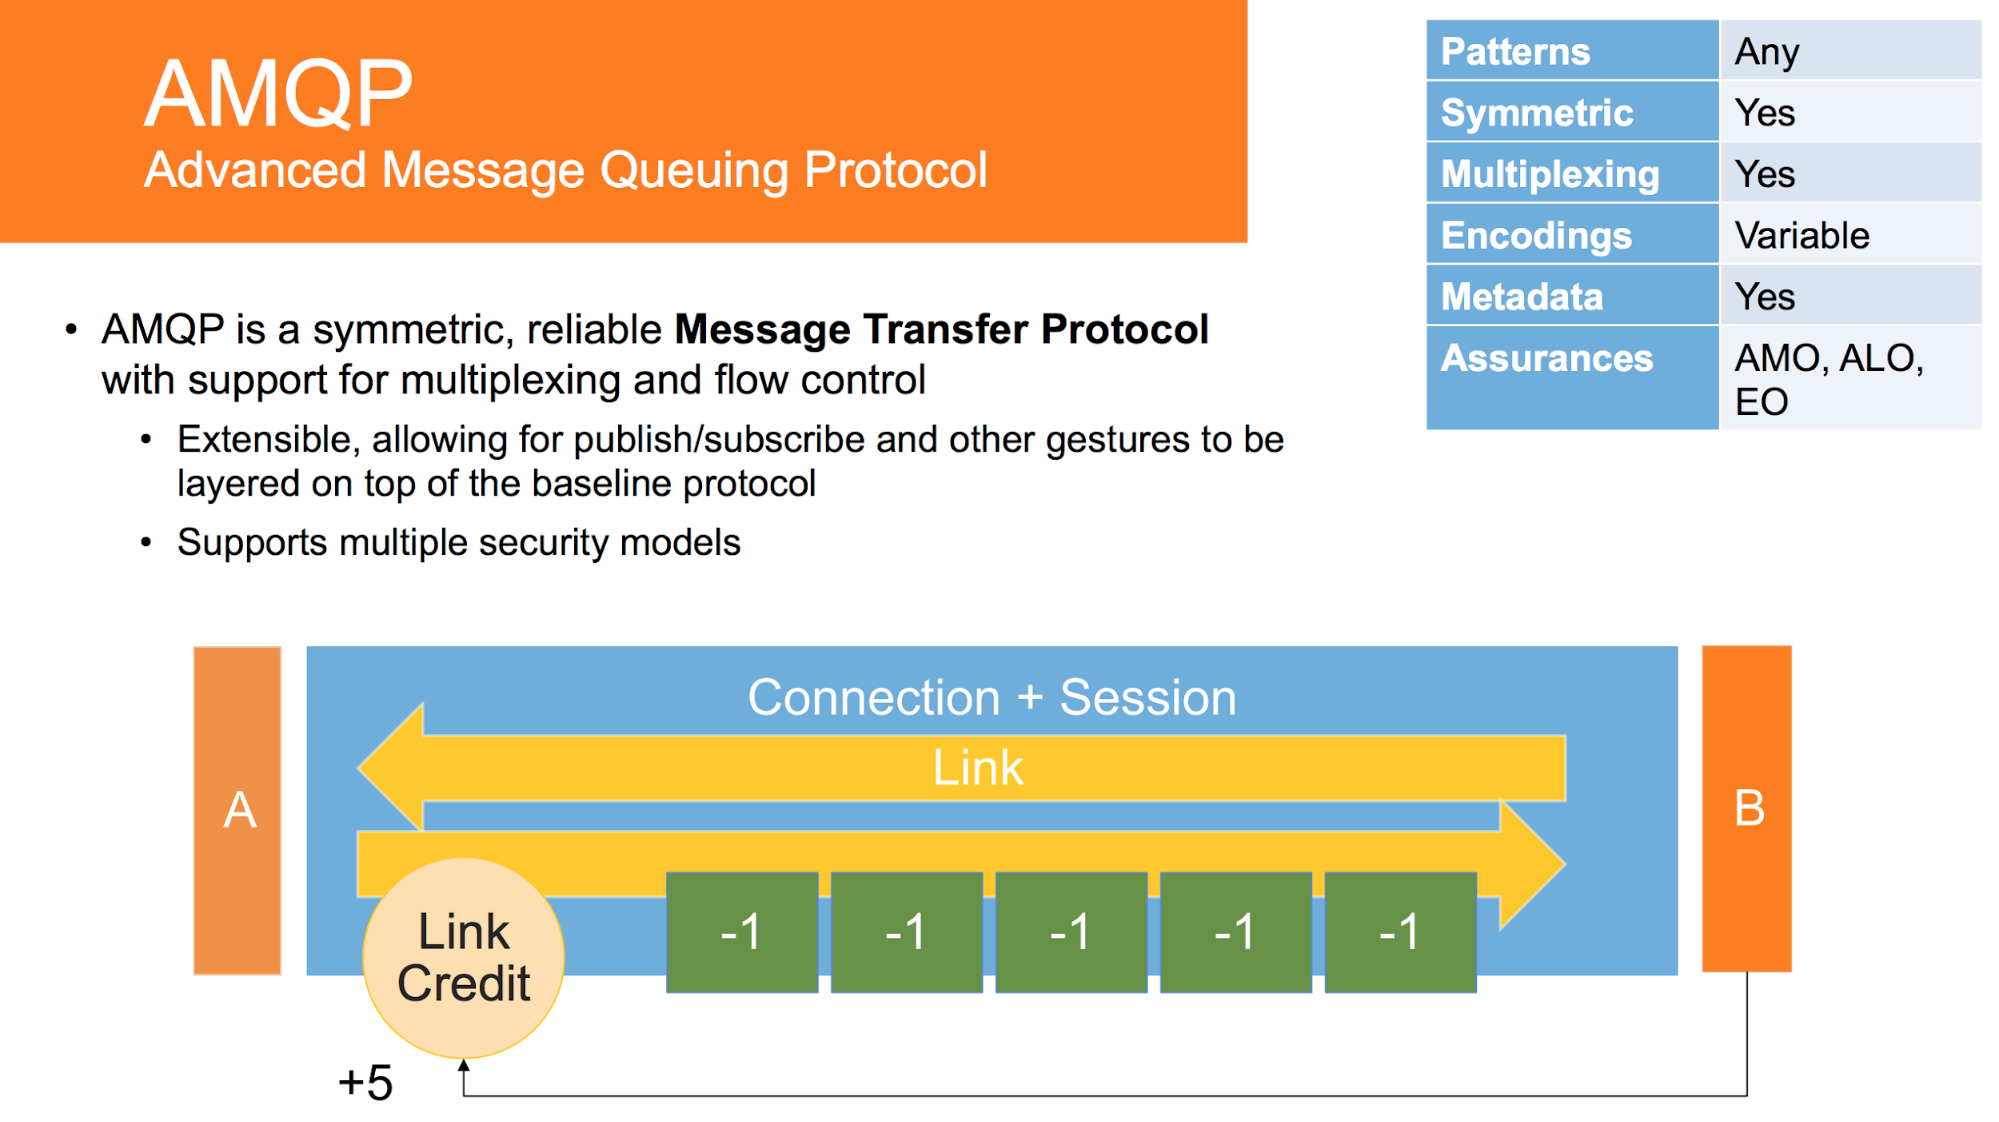 AMQP
Advanced Message Queuing Protocol
Patterns Any
Symmetric Yes
Multiplexing Yes
Encodings Variable
Metadata Yes
Assurances AMO, ALO,
EO
• AMQP is a symmetric, reliable Message Transfer Protocol
with support for multiplexing and flow control
• Extensible, allowing for publish/subscribe and other gestures to be
layered on top of the baseline protocol
• Supports multiple security models
Connection + Session
Link
A
B
Link
Credit
-1 -1 -1 -1 -1
+5